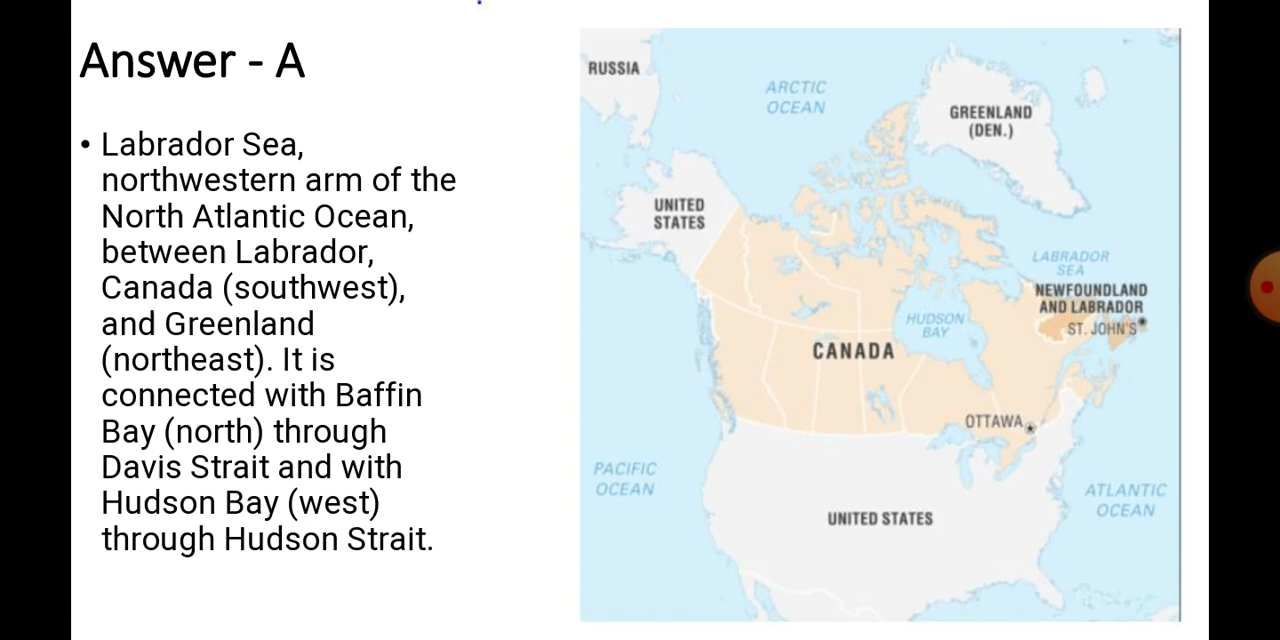 Answer - A
• Labrador Sea,
northwestern arm of the
North Atlantic Ocean,
between Labrador,
Canada (southwest),
and Greenland
(northeast). It is
connected with Baffin
Bay (north) through
Davis Strait and with
Hudson Bay (west)
through Hudson Strait.
RUSSIA
ARCTIC
OCEAN
GREENLAND
(DEN.)
UNITED
STATES
LABRADOR
SEA
NEWFOUNDLAND
AND LABRADOR
ST. JOHN'S
HUDSON
BAY
CANADA
OTTAWA
PACIFIC
OCEAN
ATLANTIC
OCEAN
UNITED STATES